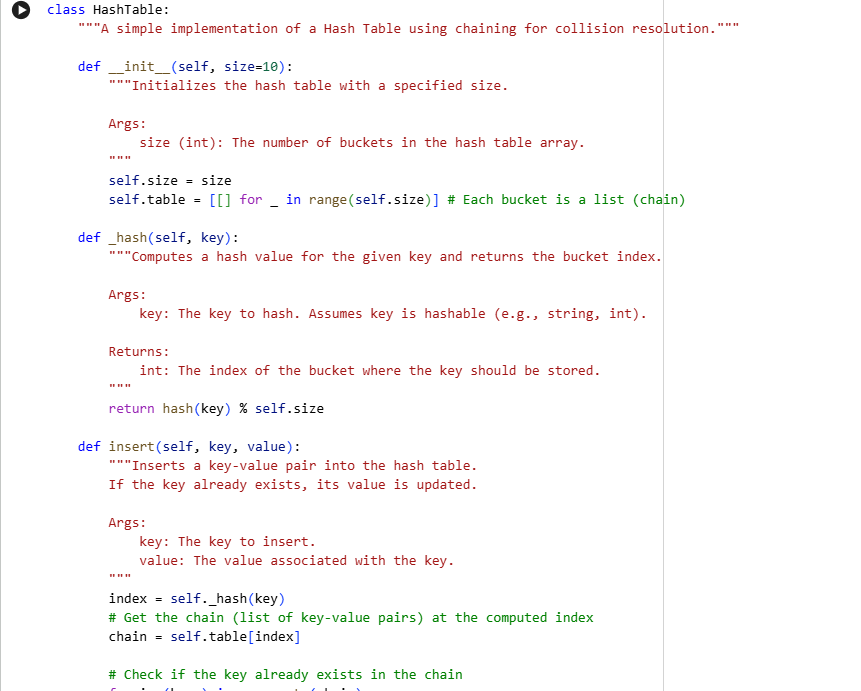 class HashTable:
    """A simple implementation of a Hash Table using chaining for collision resolution."""

    def __init__(self, size=10):
        """Initializes the hash table with a specified size.

        Args:
            size (int): The number of buckets in the hash table array.
        """
        self.size = size
        self.table = [[] for _ in range(self.size)] # Each bucket is a list (chain)

    def _hash(self, key):
        """Computes a hash value for the given key and returns the bucket index.

        Args:
            key: The key to hash. Assumes key is hashable (e.g., string, int).

        Returns:
            int: The index of the bucket where the key should be stored.
        """
        return hash(key) % self.size

    def insert(self, key, value):
        """Inserts a key-value pair into the hash table.
        If the key already exists, its value is updated.

        Args:
            key: The key to insert.
            value: The value associated with the key.
        """
        index = self._hash(key)
        # Get the chain (list of key-value pairs) at the computed index
        chain = self.table[index]

        # Check if the key already exists in the chain